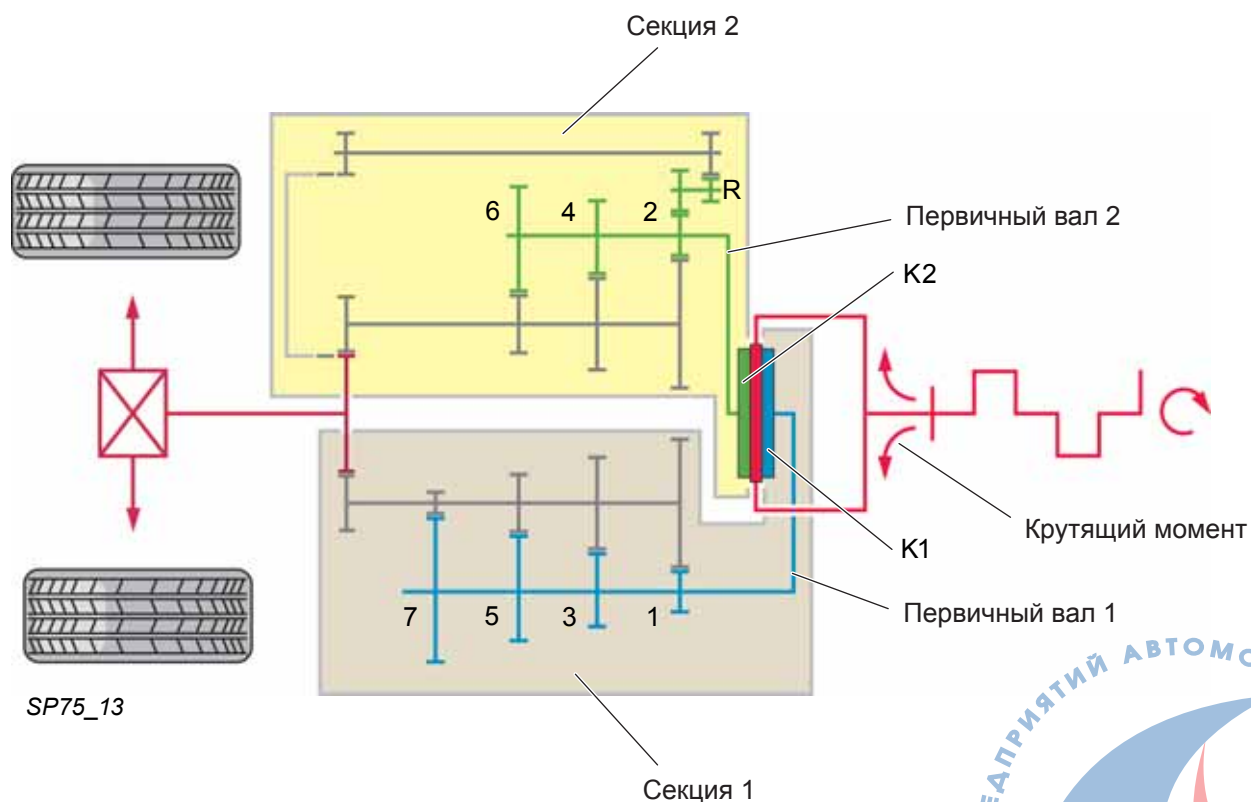 Секция 2
R
6 4 2
Первичный вал 2
K2
Крутящий момент
K1
7 5 3 1
Первичный вал 1
SP75_13
Секция 1